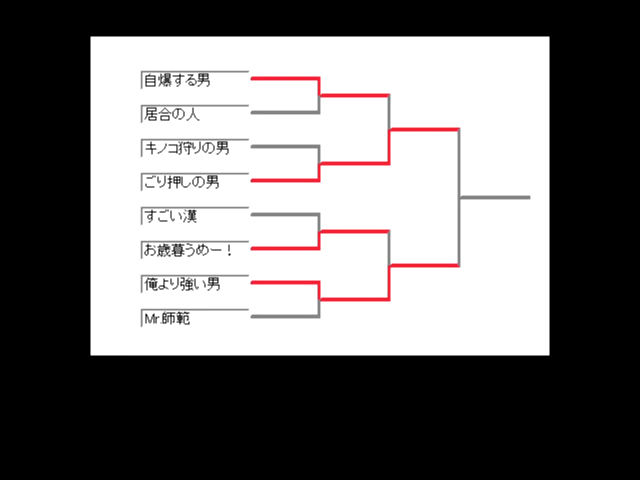 自爆する男
居合の人
キノコ狩りの男
ごり押しの男
すごい漢
お歳暮うめー！
俺より強い男
Mr.師範